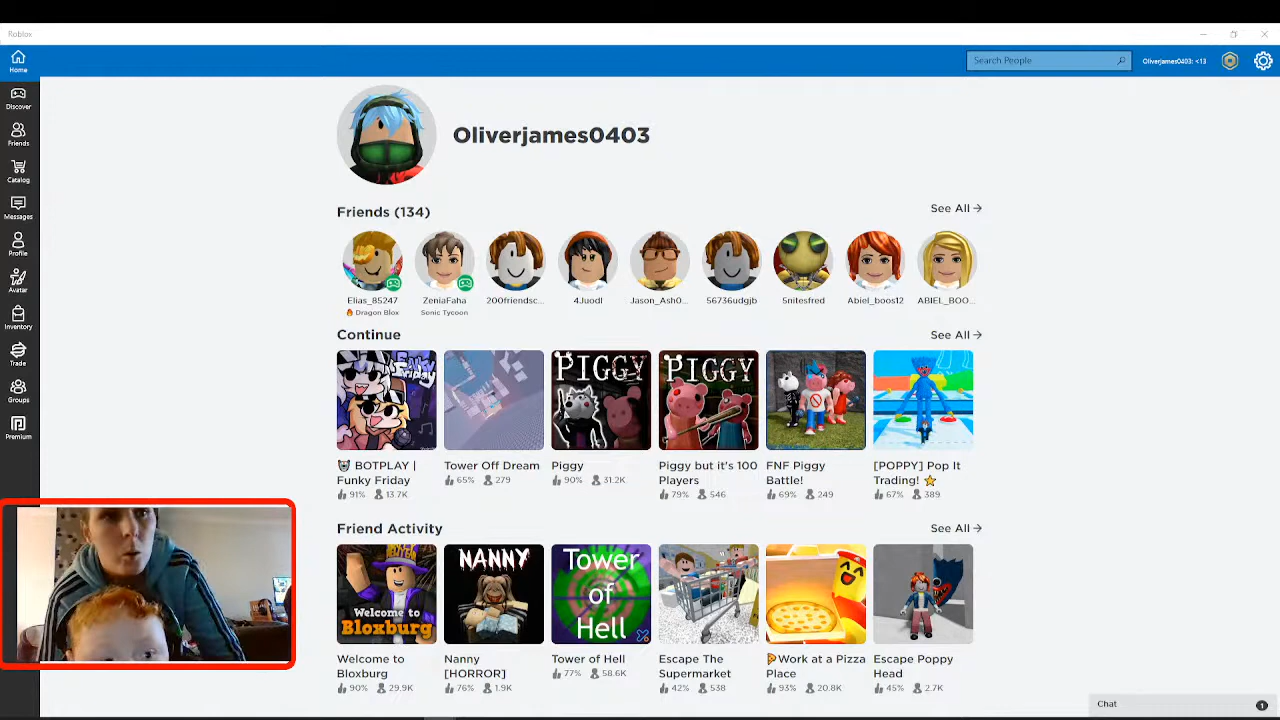 Roblox
Home
Search People
Oliverjames0403: <13
Discover
Friends
Catalog
Messages
Profile
Avatar
Inventory
Trade
Groups
Premium
Oliverjames0403
Friends (134)
See All
Elias_85247
Dragon Blox
ZeniaFaha
Sonic Tycoon
200friendsc...
4Juodl
Jason_Ash0...
56736udgjb
5nitesfred
Abiel_boos12
ABIEL_BOO...
Continue
See All
PIGGY
PIGGY
BOTPLAY |
Funky Friday
91% 13.7K
Tower Off Dream
65% 279
Piggy
90% 31.2K
Piggy but it's 100
Players
79% 546
FNF Piggy
Battle!
69% 249
[POPPY] Pop It
Trading!
67% 389
Friend Activity
See All
Welcome to
Bloxburg
NANNY
Tower
of
Hell
Welcome to
Bloxburg
90% 29.9K
Nanny
[HORROR]
76% 1.9K
Tower of Hell
77% 58.6K
Escape The
Supermarket
42% 538
Work at a Pizza
Place
93% 20.8K
Escape Poppy
Head
45% 2.7K
Chat
1